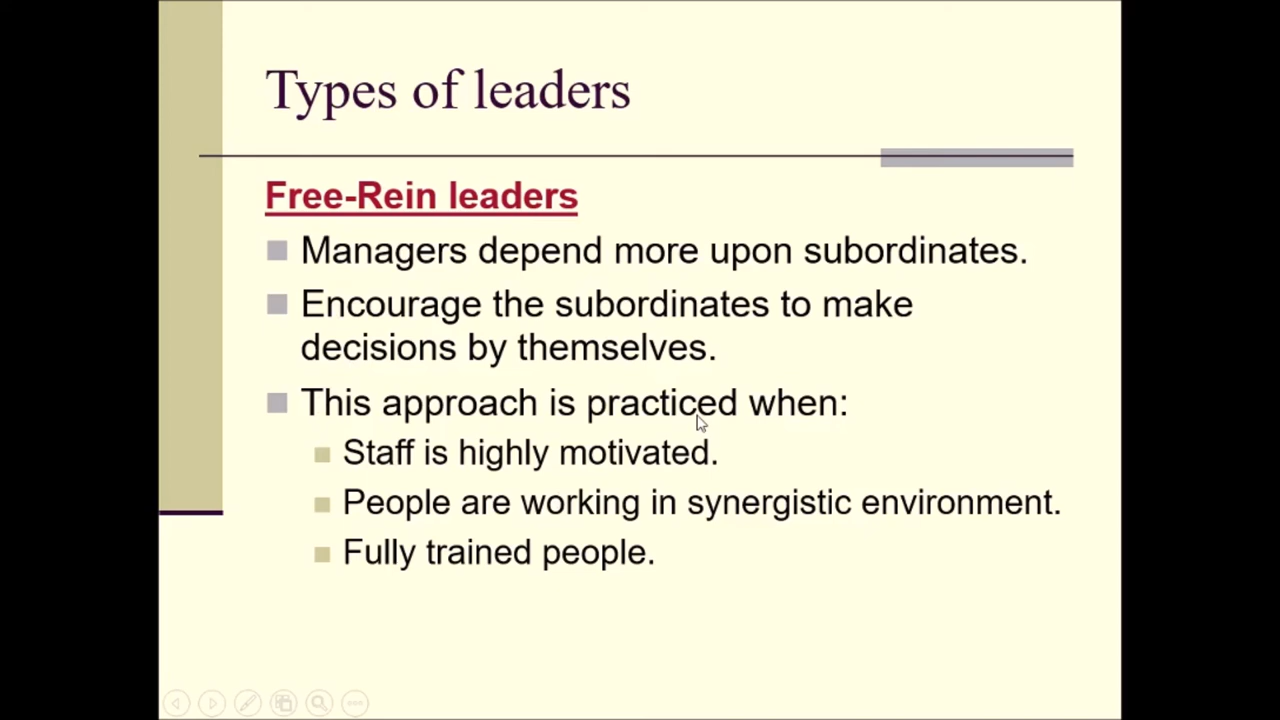 Types of leaders
Free-Rein leaders
Managers depend more upon subordinates.
Encourage the subordinates to make
decisions by themselves.
This approach is practiced when:
Staff is highly motivated.
People are working in synergistic environment.
Fully trained people.